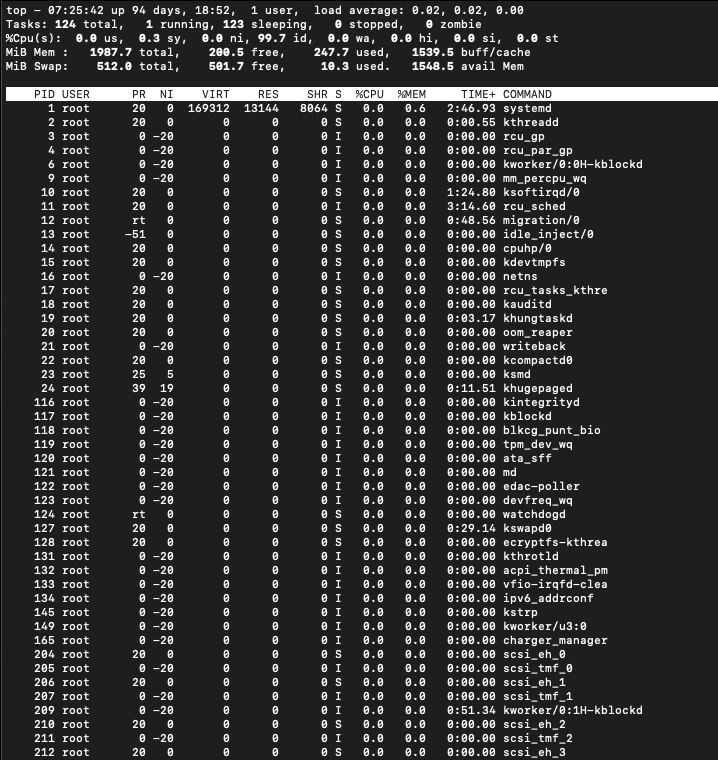 top - 07:25:42 up 94 days, 18:52,  1 user,  load average: 0.02, 0.02, 0.00
Tasks: 124 total,   1 running, 123 sleeping,   0 stopped,   0 zombie
%Cpu(s):  0.0 us,  0.3 sy,  0.0 ni, 99.7 id,  0.0 wa,  0.0 hi,  0.0 si,  0.0 st
MiB Mem :   1987.7 total,    200.5 free,    247.7 used,   1539.5 buff/cache
MiB Swap:    512.0 total,    501.7 free,     10.3 used.   1548.5 avail Mem
PID USER      PR  NI    VIRT    RES    SHR S  %CPU  %MEM     TIME+ COMMAND
1 root      20   0  169312  13144   8064 S   0.0   0.6   2:46.93 systemd
2 root      20   0       0      0      0 S   0.0   0.0   0:00.55 kthreadd
3 root       0 -20       0      0      0 I   0.0   0.0   0:00.00 rcu_gp
4 root       0 -20       0      0      0 I   0.0   0.0   0:00.00 rcu_par_gp
6 root       0 -20       0      0      0 I   0.0   0.0   0:00.00 kworker/0:0H-kblockd
9 root       0 -20       0      0      0 I   0.0   0.0   0:00.00 mm_percpu_wq
10 root      20   0       0      0      0 S   0.0   0.0   1:24.80 ksoftirqd/0
11 root      20   0       0      0      0 I   0.0   0.0   3:14.60 rcu_sched
12 root      rt   0       0      0      0 S   0.0   0.0   0:48.56 migration/0
13 root     -51   0       0      0      0 S   0.0   0.0   0:00.00 idle_inject/0
14 root      20   0       0      0      0 S   0.0   0.0   0:00.00 cpuhp/0
15 root      20   0       0      0      0 S   0.0   0.0   0:00.00 kdevtmpfs
16 root       0 -20       0      0      0 I   0.0   0.0   0:00.00 netns
17 root      20   0       0      0      0 S   0.0   0.0   0:00.00 rcu_tasks_kthre
18 root      20   0       0      0      0 S   0.0   0.0   0:00.00 kauditd
19 root      20   0       0      0      0 S   0.0   0.0   0:03.17 khungtaskd
20 root      20   0       0      0      0 S   0.0   0.0   0:00.00 oom_reaper
21 root       0 -20       0      0      0 I   0.0   0.0   0:00.00 writeback
22 root      20   0       0      0      0 S   0.0   0.0   0:00.00 kcompactd0
23 root      25   5       0      0      0 S   0.0   0.0   0:00.00 ksmd
24 root      39  19       0      0      0 S   0.0   0.0   0:11.51 khugepaged
116 root       0 -20       0      0      0 I   0.0   0.0   0:00.00 kintegrityd
117 root       0 -20       0      0      0 I   0.0   0.0   0:00.00 kblockd
118 root       0 -20       0      0      0 I   0.0   0.0   0:00.00 blkcg_punt_bio
119 root       0 -20       0      0      0 I   0.0   0.0   0:00.00 tpm_dev_wq
120 root       0 -20       0      0      0 I   0.0   0.0   0:00.00 ata_sff
121 root       0 -20       0      0      0 I   0.0   0.0   0:00.00 md
122 root       0 -20       0      0      0 I   0.0   0.0   0:00.00 edac-poller
123 root       0 -20       0      0      0 I   0.0   0.0   0:00.00 devfreq_wq
124 root      rt   0       0      0      0 S   0.0   0.0   0:00.00 watchdogd
127 root      20   0       0      0      0 S   0.0   0.0   0:29.14 kswapd0
128 root      20   0       0      0      0 S   0.0   0.0   0:00.00 ecryptfs-kthrea
131 root       0 -20       0      0      0 I   0.0   0.0   0:00.00 kthrotld
132 root       0 -20       0      0      0 I   0.0   0.0   0:00.00 acpi_thermal_pm
133 root       0 -20       0      0      0 I   0.0   0.0   0:00.00 vfio-irqfd-clea
134 root       0 -20       0      0      0 I   0.0   0.0   0:00.00 ipv6_addrconf
145 root       0 -20       0      0      0 I   0.0   0.0   0:00.00 kstrp
149 root       0 -20       0      0      0 I   0.0   0.0   0:00.00 kworker/u3:0
165 root       0 -20       0      0      0 I   0.0   0.0   0:00.00 charger_manager
204 root      20   0       0      0      0 S   0.0   0.0   0:00.00 scsi_eh_0
205 root       0 -20       0      0      0 I   0.0   0.0   0:00.00 scsi_tmf_0
206 root      20   0       0      0      0 S   0.0   0.0   0:00.00 scsi_eh_1
207 root       0 -20       0      0      0 I   0.0   0.0   0:00.00 scsi_tmf_1
209 root       0 -20       0      0      0 I   0.0   0.0   0:51.34 kworker/0:1H-kblockd
210 root      20   0       0      0      0 S   0.0   0.0   0:00.00 scsi_eh_2
211 root       0 -20       0      0      0 I   0.0   0.0   0:00.00 scsi_tmf_2
212 root      20   0       0      0      0 S   0.0   0.0   0:00.00 scsi_eh_3